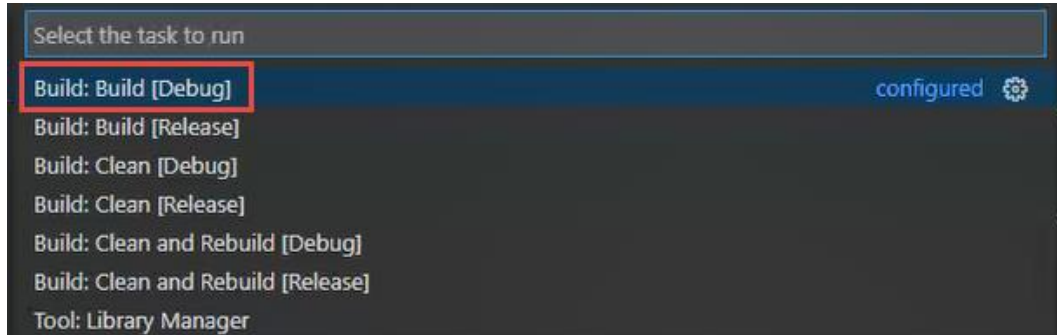 Select the task to run
Build: Build [Debug] configured
Build: Build [Release]
Build: Clean [Debug]
Build: Clean [Release]
Build: Clean and Rebuild [Debug]
Build: Clean and Rebuild [Release]
Tool: Library Manager